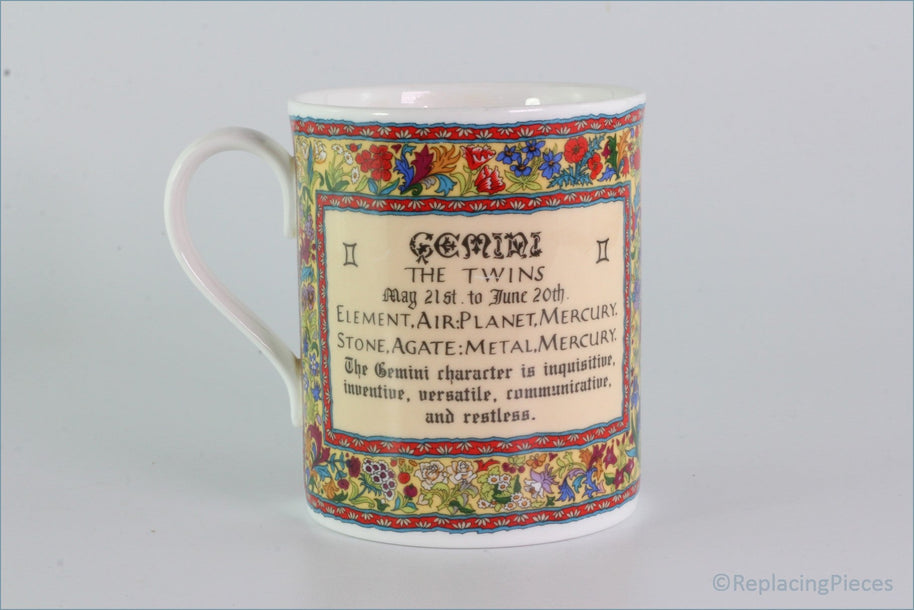 GEMINI
THE TWINS
May 21st. to June 20th.
ELEMENT, AIR: PLANET, MERCURY.
STONE, AGATE: METAL, MERCURY.
The Gemini character is inquisitive,
inventive, versatile, communicative,
and restless.
©ReplacingPieces